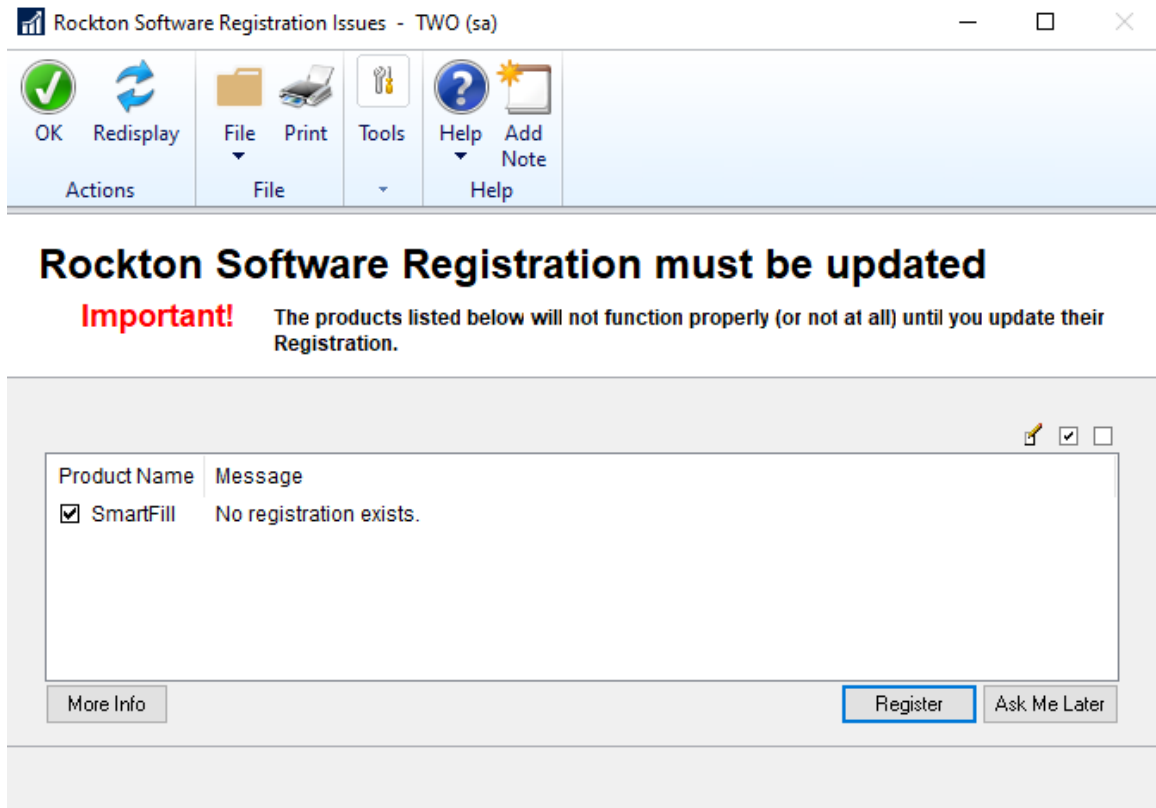 Rockton Software Registration Issues - TWO (sa)
OK Redisplay File Print Tools Help Add Note
Actions File Help
Rockton Software Registration must be updated
Important! The products listed below will not function properly (or not at all) until you update their
Registration.
Product Name Message
SmartFill No registration exists.
More Info Register Ask Me Later